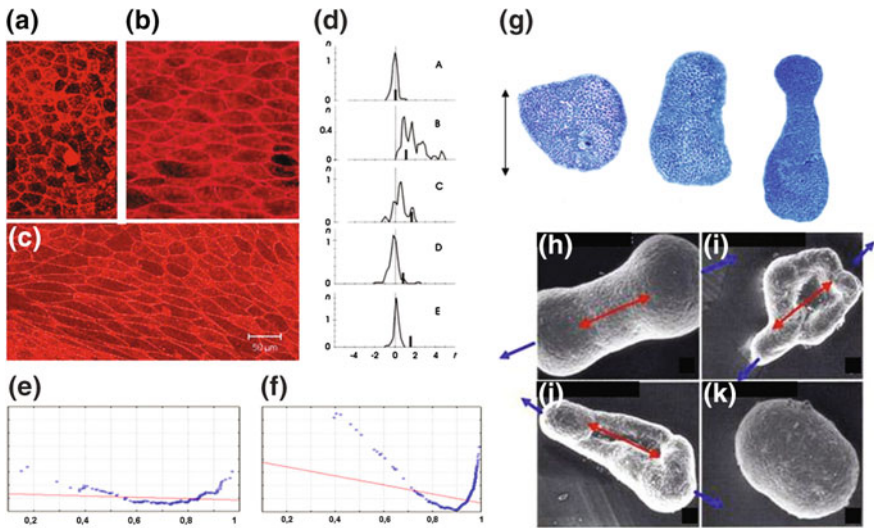 (a)
(b)
(c)
50 µm
(d)
n
1
0
A
n
0.4
0
B
n
1
0
C
n
1
0
D
n
1
0
E
-4 -2 0 2 4 r
(e)
0,2 0,4 0,6 0,8 1
(f)
0,2 0,4 0,6 0,8 1
(g)
(h)
(i)
(j)
(k)